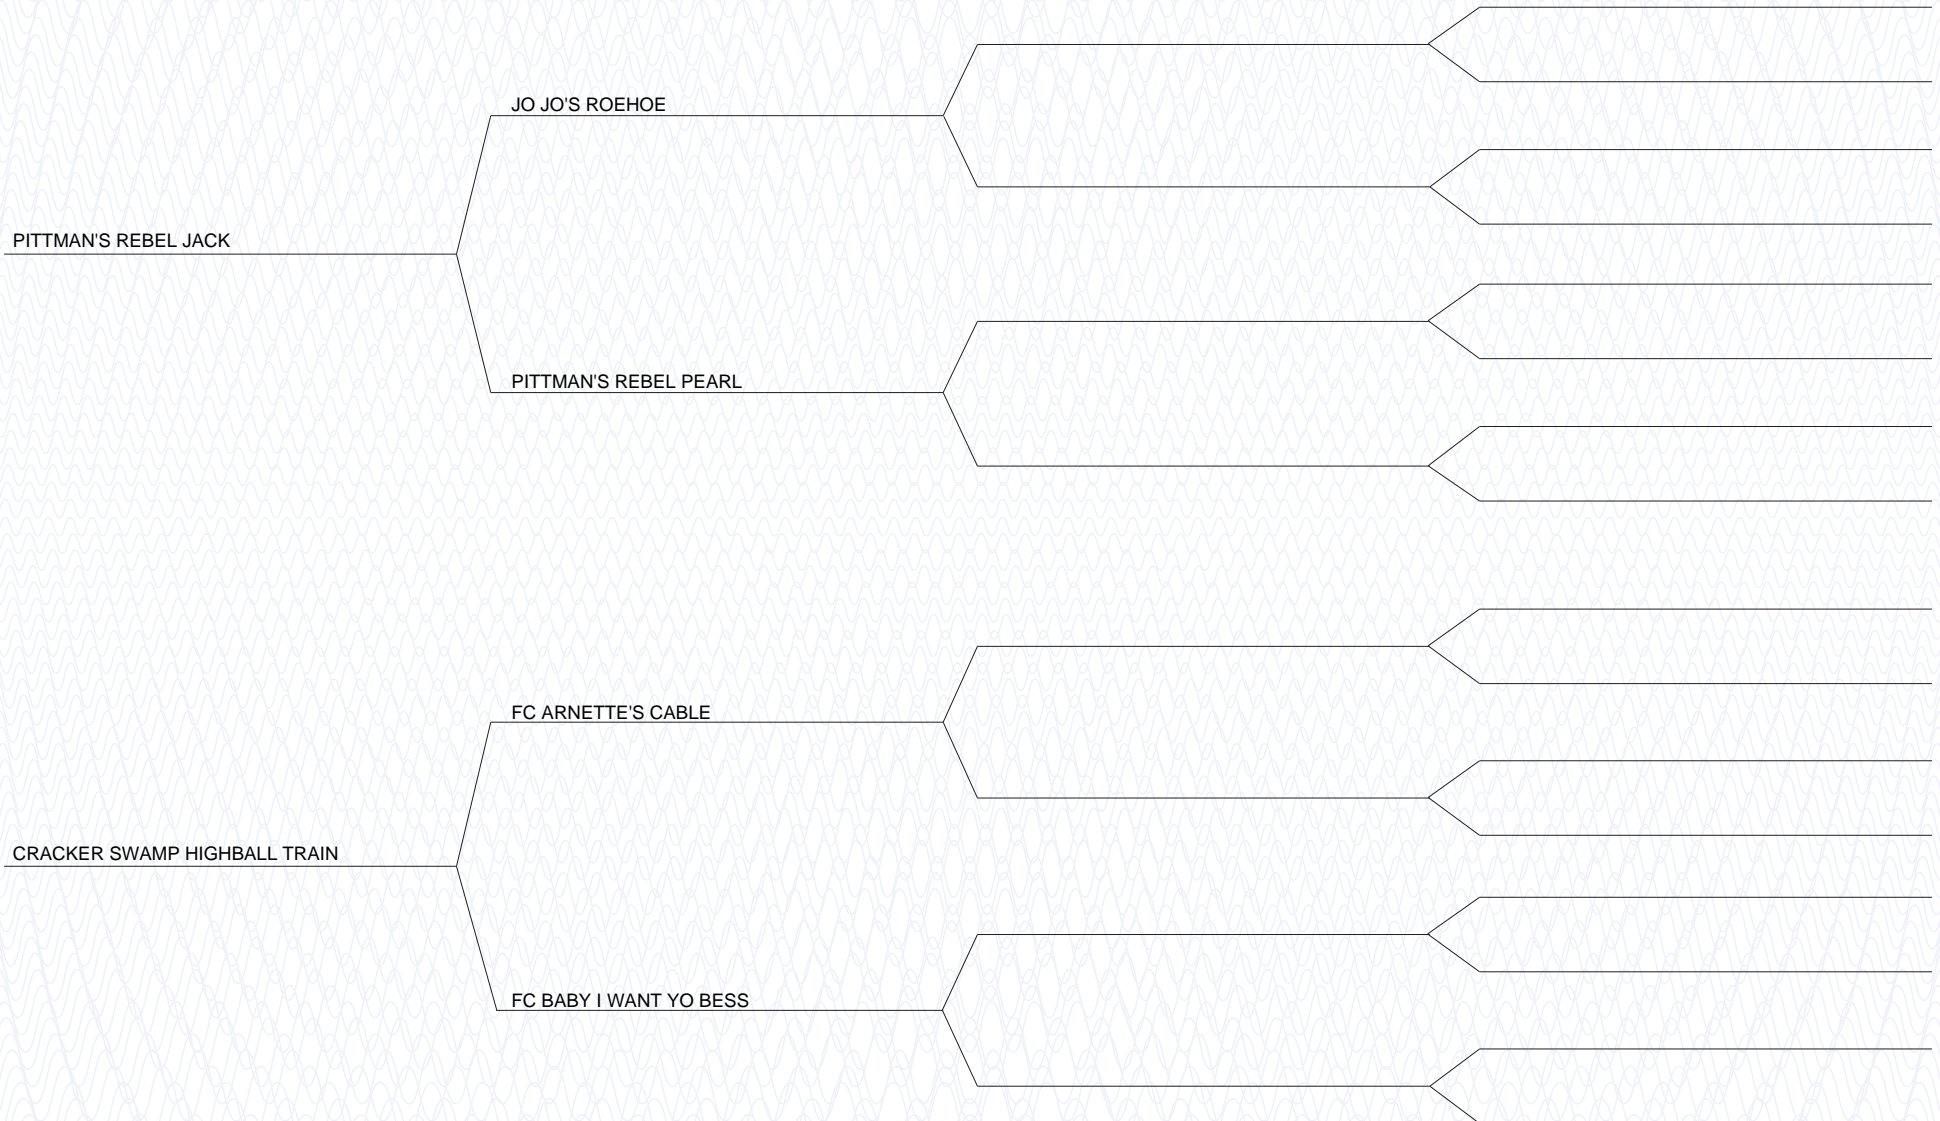 JO JO'S ROEHOE
PITTMAN'S REBEL JACK
PITTMAN'S REBEL PEARL
FC ARNETTE'S CABLE
CRACKER SWAMP HIGHBALL TRAIN
FC BABY I WANT YO BESS